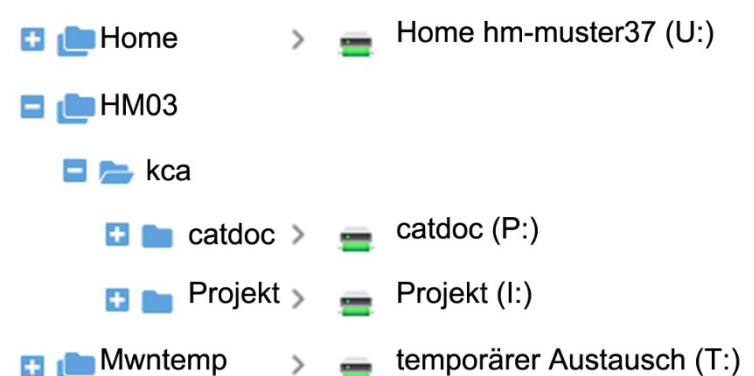 Home > Home hm-muster37 (U:)
HM03
kca
catdoc > catdoc (P:)
Projekt > Projekt (I:)
Mwntemp > temporärer Austausch (T:)